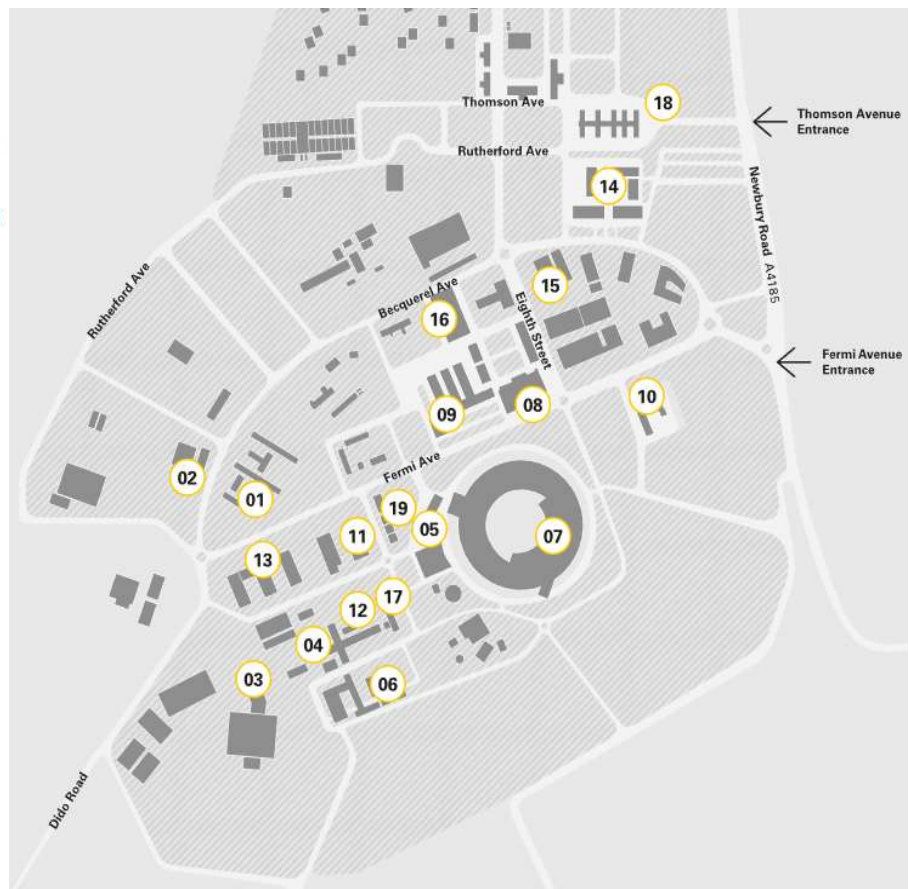 18
Thomson Ave
Thomson Avenue
Entrance
Rutherford Ave
14
Newbury Road A4185
Rutherford Ave
15
Becquerel Ave
16
Eighth Street
Fermi Avenue
Entrance
10
08
09
Fermi Ave
02
01
19
05
07
11
13
17
12
04
03
06
Dido Road